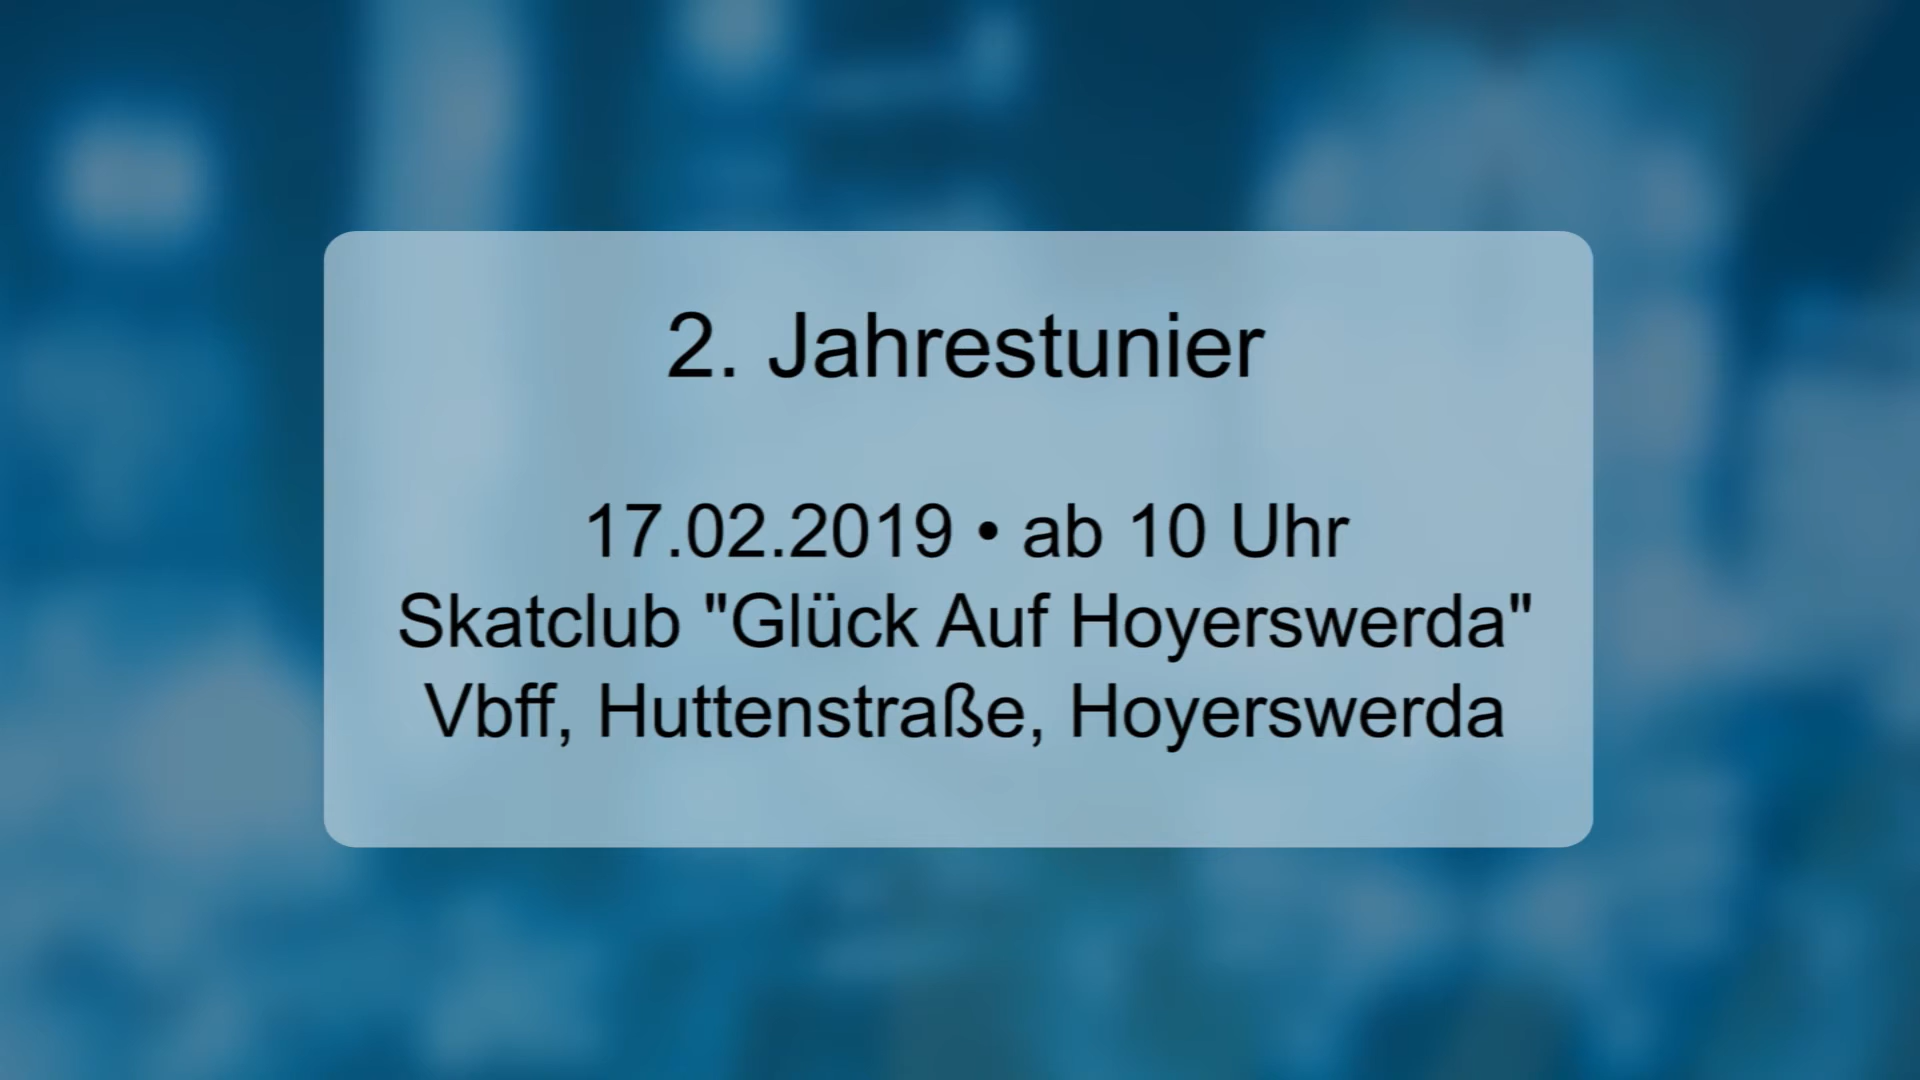 2. Jahrestunier
17.02.2019 • ab 10 Uhr
Skatclub "Glück Auf Hoyerswerda"
Vbff, Huttenstraße, Hoyerswerda